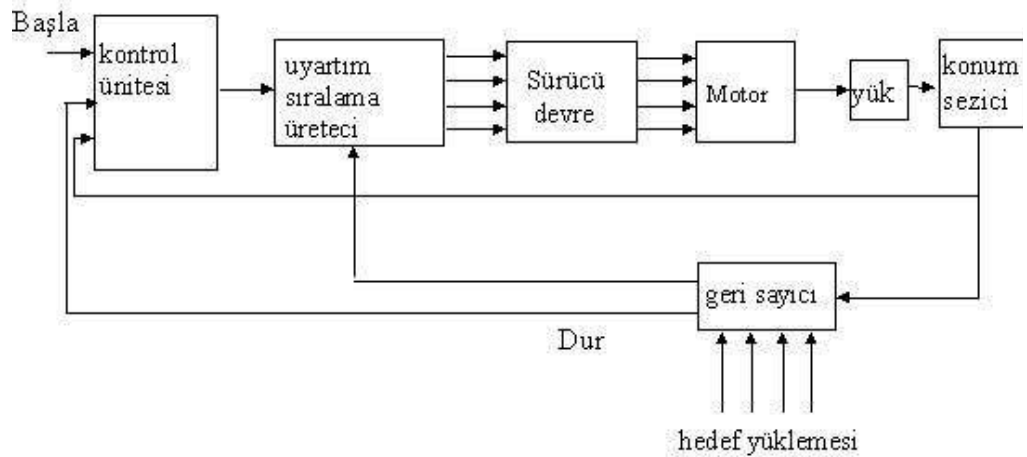 Başla
kontrol
ünitesi
uyartım
sıralama
üreteci
Sürücü
devre
Motor
yük
konum
sezici
geri sayıcı
Dur
hedef yüklemesi